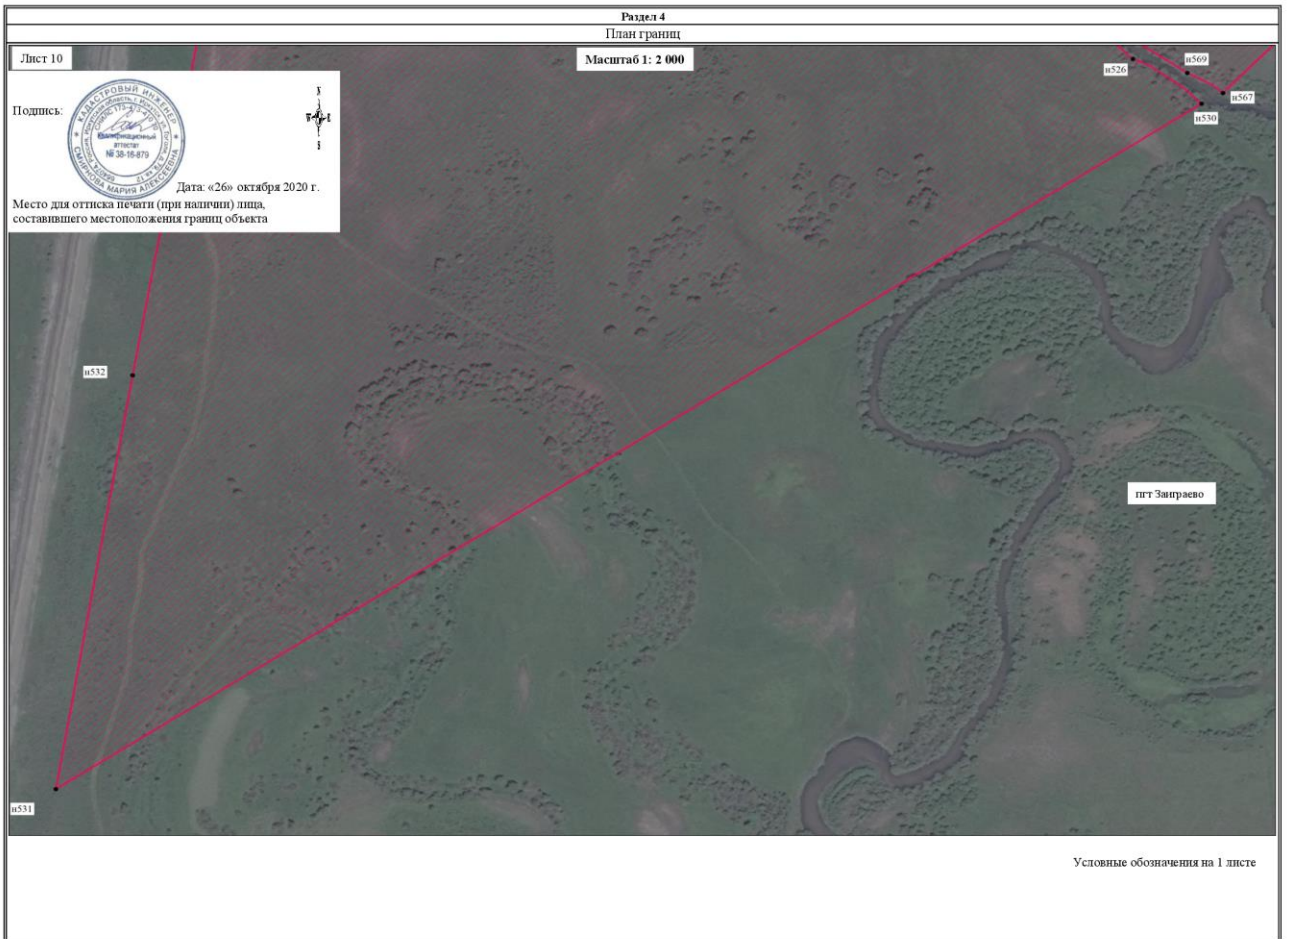 Раздел 4
План границ
Лист 10
Масштаб 1: 2 000
н526
н569
н567
н530
Подпись:
КАДАСТРОВЫЙ ИНЖЕНЕР
СМИРНОВА МАРИЯ АЛЕКСЕЕВНА
Квалификационный
аттестат
№ 38-16-879
N
W
E
S
Дата: «26» октября 2020 г.
Место для оттиска печати (при наличии) лица,
составившего местоположения границ объекта
н532
пгт Заиграево
н531
Условные обозначения на 1 листе